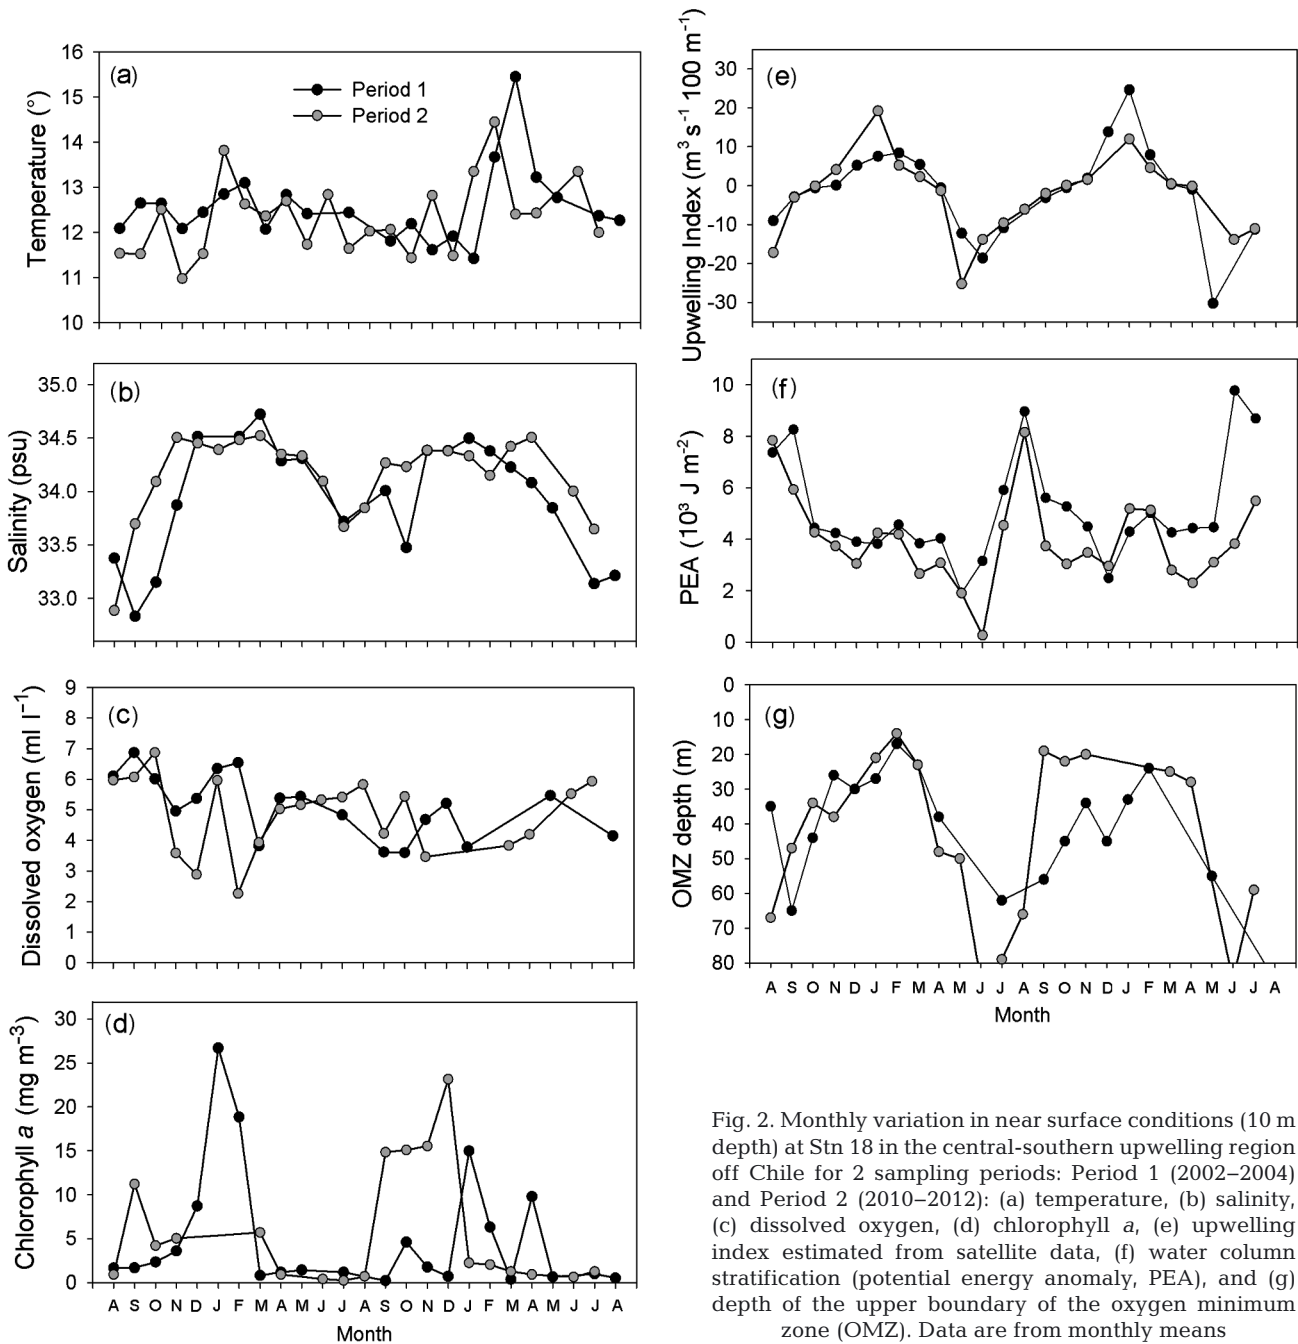 (a)
Period 1
Period 2
Temperature (°)
16
15
14
13
12
11
10
(b)
Salinity (psu)
35.0
34.5
34.0
33.5
33.0
(c)
Dissolved oxygen (ml l⁻¹)
9
8
7
6
5
4
3
2
1
0
(d)
Chlorophyll a (mg m⁻³)
30
25
20
15
10
5
0
A S O N D J F M A M J J A S O N D J F M A M J J A
Month
(e)
Upwelling Index (m³ s⁻¹ 100 m⁻¹)
30
20
10
0
-10
-20
-30
(f)
PEA (10³ J m⁻²)
10
8
6
4
2
0
(g)
OMZ depth (m)
0
10
20
30
40
50
60
70
80
A S O N D J F M A M J J A S O N D J F M A M J J A
Month
Fig. 2. Monthly variation in near surface conditions (10 m
depth) at Stn 18 in the central-southern upwelling region
off Chile for 2 sampling periods: Period 1 (2002–2004)
and Period 2 (2010–2012): (a) temperature, (b) salinity,
(c) dissolved oxygen, (d) chlorophyll a, (e) upwelling
index estimated from satellite data, (f) water column
stratification (potential energy anomaly, PEA), and (g)
depth of the upper boundary of the oxygen minimum
zone (OMZ). Data are from monthly means